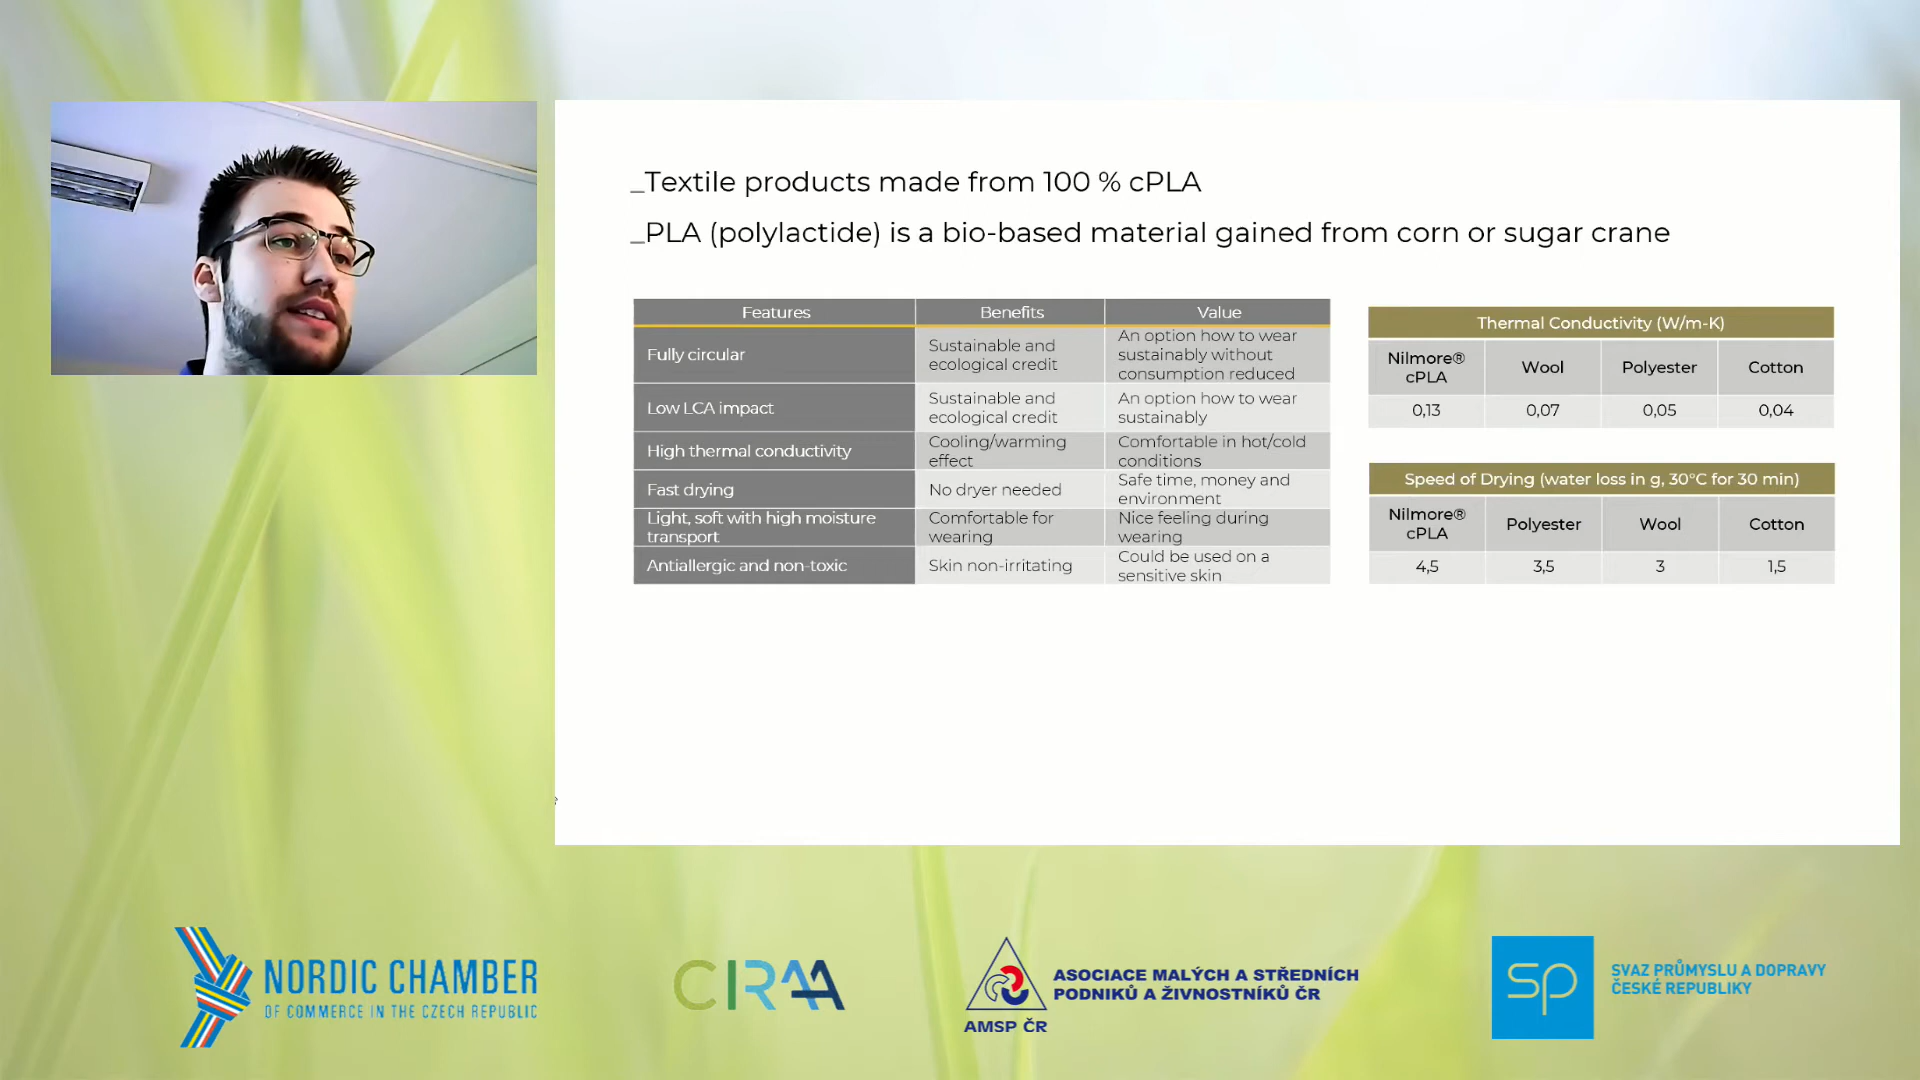 _Textile products made from 100 % cPLA
_PLA (polylactide) is a bio-based material gained from corn or sugar crane
Features Benefits Value
Fully circular
Sustainable and
ecological credit
An option how to wear
sustainably without
consumption reduced
Low LCA impact
Sustainable and
ecological credit
An option how to wear
sustainably
High thermal conductivity
Cooling/warming
effect
Comfortable in hot/cold
conditions
Fast drying
No dryer needed
Safe time, money and
environment
Light, soft with high moisture
transport
Comfortable for
wearing
Nice feeling during
wearing
Antiallergic and non-toxic
Skin non-irritating
Could be used on a
sensitive skin
Thermal Conductivity (W/m-K)
Nilmore®
cPLA
Wool
Polyester
Cotton
0,13 0,07 0,05 0,04
Speed of Drying (water loss in g, 30°C for 30 min)
Nilmore®
cPLA
Polyester
Wool
Cotton
4,5 3,5 3 1,5
NORDIC CHAMBER
OF COMMERCE IN THE CZECH REPUBLIC
CIRAA
ASOCIACE MALÝCH A STŘEDNÍCH
PODNIKŮ A ŽIVNOSTNÍKŮ ČR
AMSP ČR
sp
SVAZ PRŮMYSLU A DOPRAVY
ČESKÉ REPUBLIKY